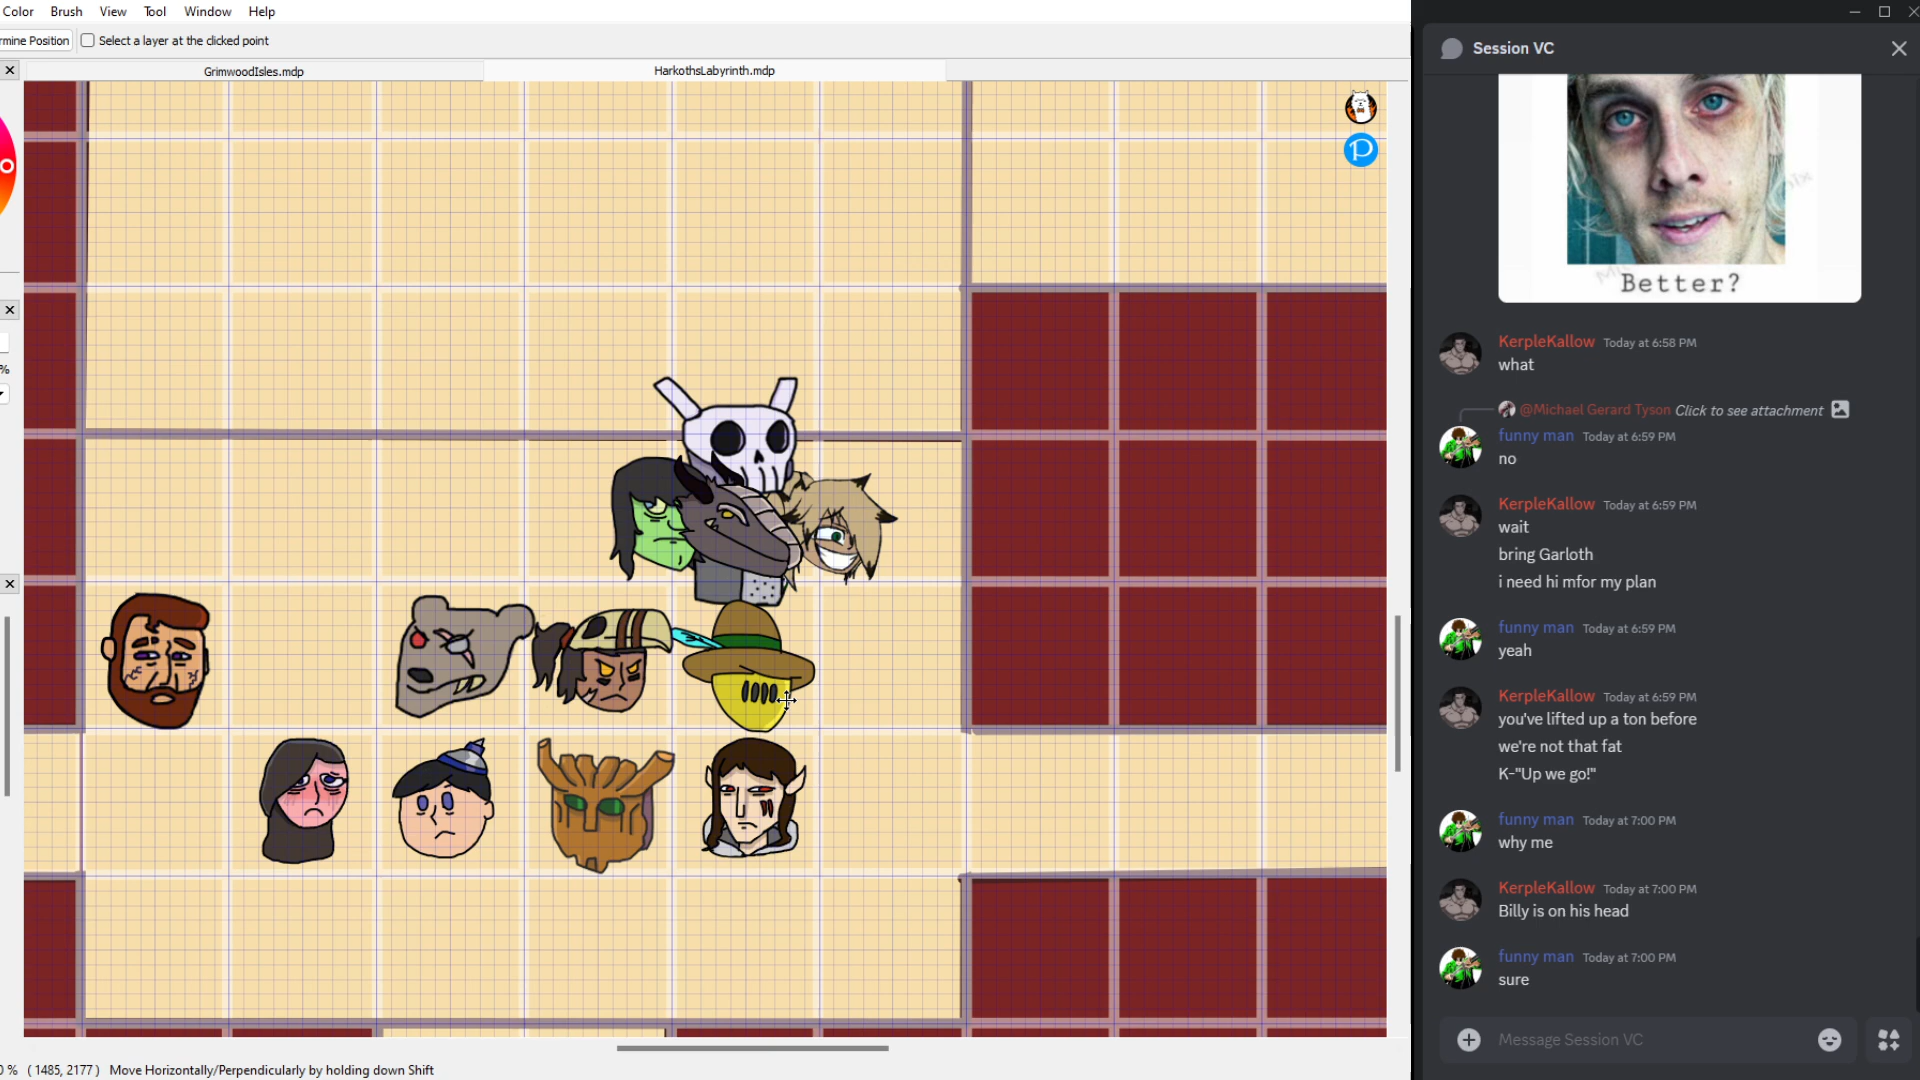 Color Brush View Tool Window Help
rmine Position Select a layer at the clicked point
GrimwoodIsles.mdp HarkothsLabyrinth.mdp
%
0 % ( 1485, 2177 ) Move Horizontally/Perpendicularly by holding down Shift
Session VC
Better?
KerpleKallow Today at 6:58 PM
what
@Michael Gerard Tyson Click to see attachment
funny man Today at 6:59 PM
no
KerpleKallow Today at 6:59 PM
wait
bring Garloth
i need hi mfor my plan
funny man Today at 6:59 PM
yeah
KerpleKallow Today at 6:59 PM
you've lifted up a ton before
we're not that fat
K-"Up we go!"
funny man Today at 7:00 PM
why me
KerpleKallow Today at 7:00 PM
Billy is on his head
funny man Today at 7:00 PM
sure
Message Session VC